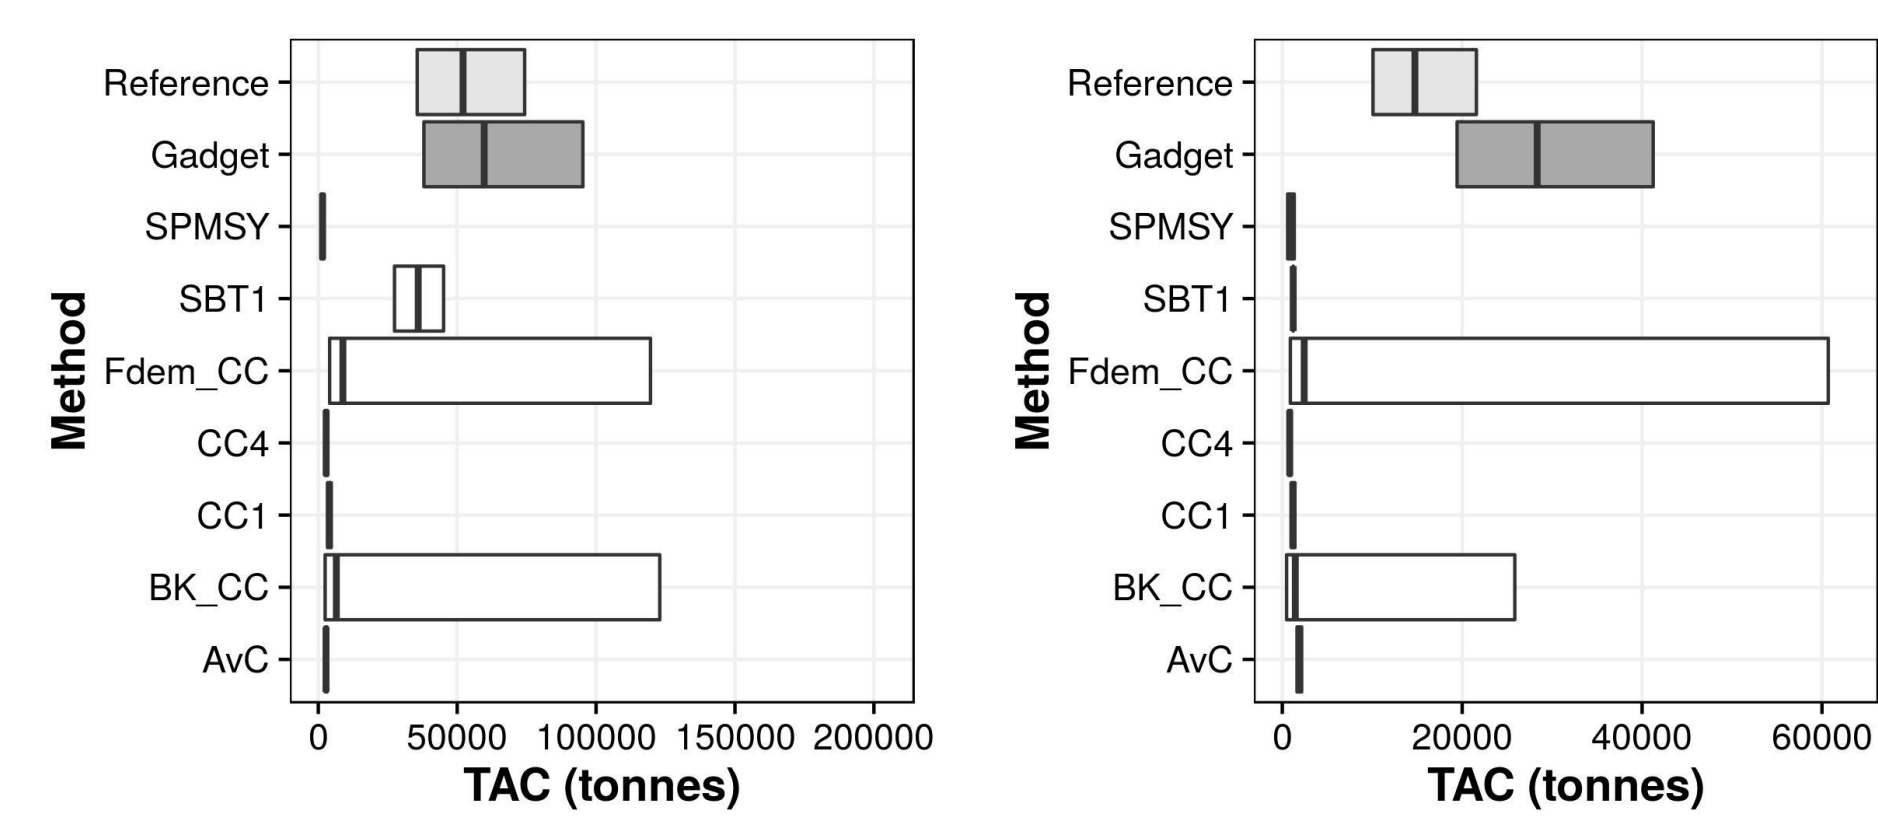 Method
Reference
Gadget
SPMSY
SBT1
Fdem_CC
CC4
CC1
BK_CC
AvC
0 50000 100000 150000 200000
TAC (tonnes)
Method
Reference
Gadget
SPMSY
SBT1
Fdem_CC
CC4
CC1
BK_CC
AvC
0 20000 40000 60000
TAC (tonnes)